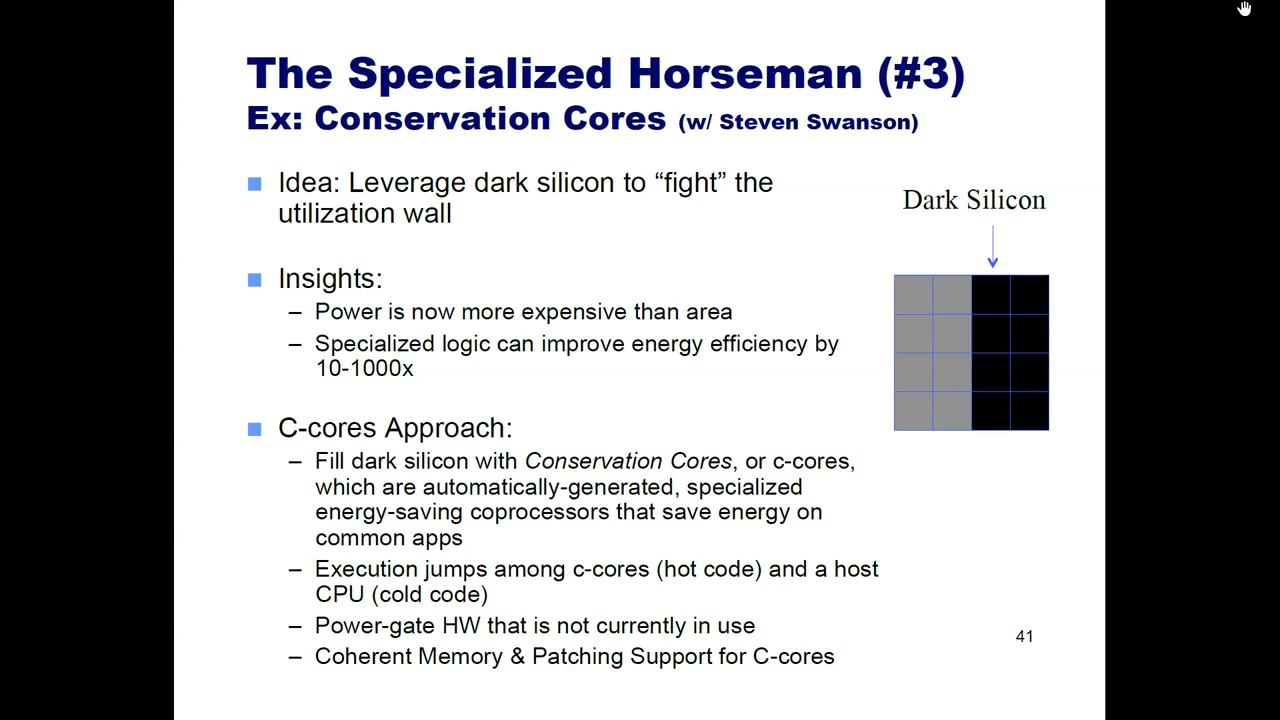 The Specialized Horseman (#3)
Ex: Conservation Cores (w/ Steven Swanson)
Idea: Leverage dark silicon to “fight” the
utilization wall
Dark Silicon
Insights:
– Power is now more expensive than area
– Specialized logic can improve energy efficiency by
10-1000x
C-cores Approach:
– Fill dark silicon with Conservation Cores, or c-cores,
which are automatically-generated, specialized
energy-saving coprocessors that save energy on
common apps
– Execution jumps among c-cores (hot code) and a host
CPU (cold code)
– Power-gate HW that is not currently in use
– Coherent Memory & Patching Support for C-cores
41